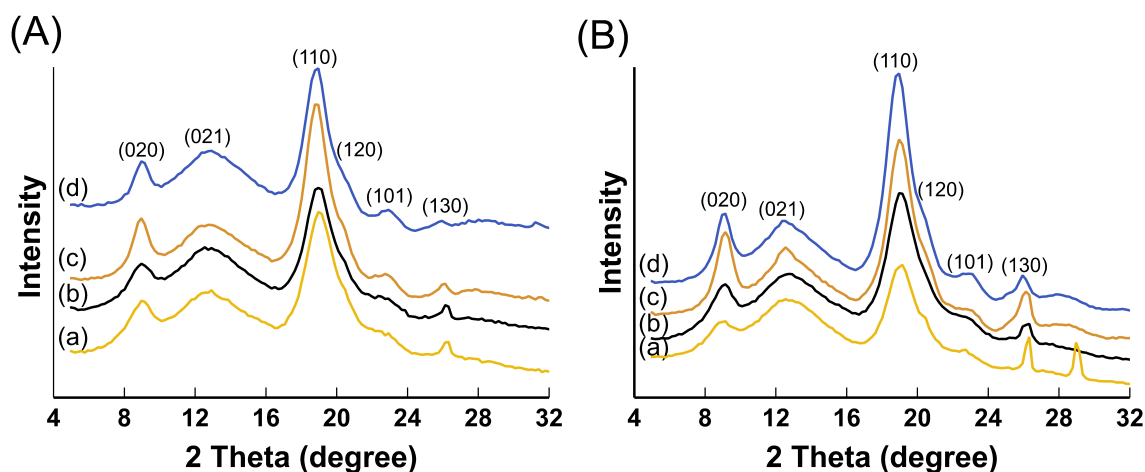 (A)
(110)
(020)
(021)
(120)
(101)
(130)
(d)
(c)
(b)
(a)
Intensity
4 8 12 16 20 24 28 32
2 Theta (degree)
(B)
(110)
(020)
(021)
(120)
(101)
(130)
(d)
(c)
(b)
(a)
Intensity
4 8 12 16 20 24 28 32
2 Theta (degree)